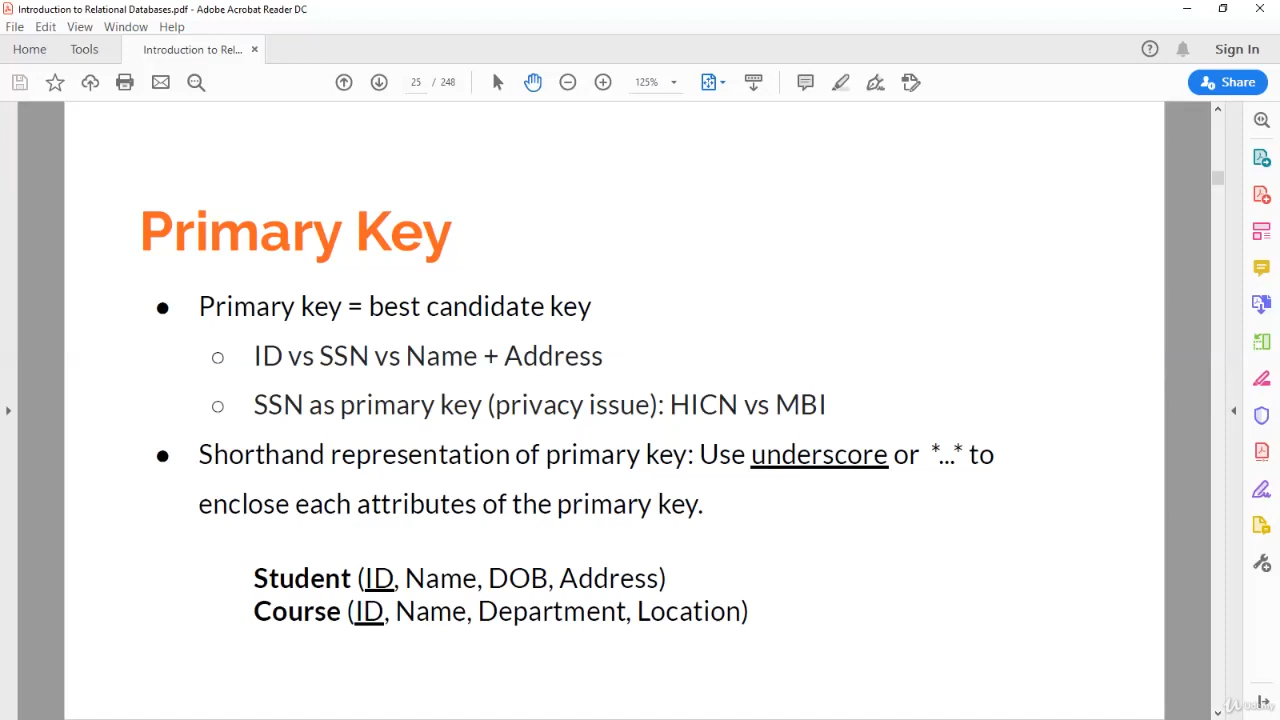 Introduction to Relational Databases.pdf - Adobe Acrobat Reader DC
File Edit View Window Help
Home Tools Introduction to Rel... × Sign In
25 / 248 125% Share
Primary Key
● Primary key = best candidate key
○ ID vs SSN vs Name + Address
○ SSN as primary key (privacy issue): HICN vs MBI
● Shorthand representation of primary key: Use underscore or *...* to
enclose each attributes of the primary key.
Student (ID, Name, DOB, Address)
Course (ID, Name, Department, Location)